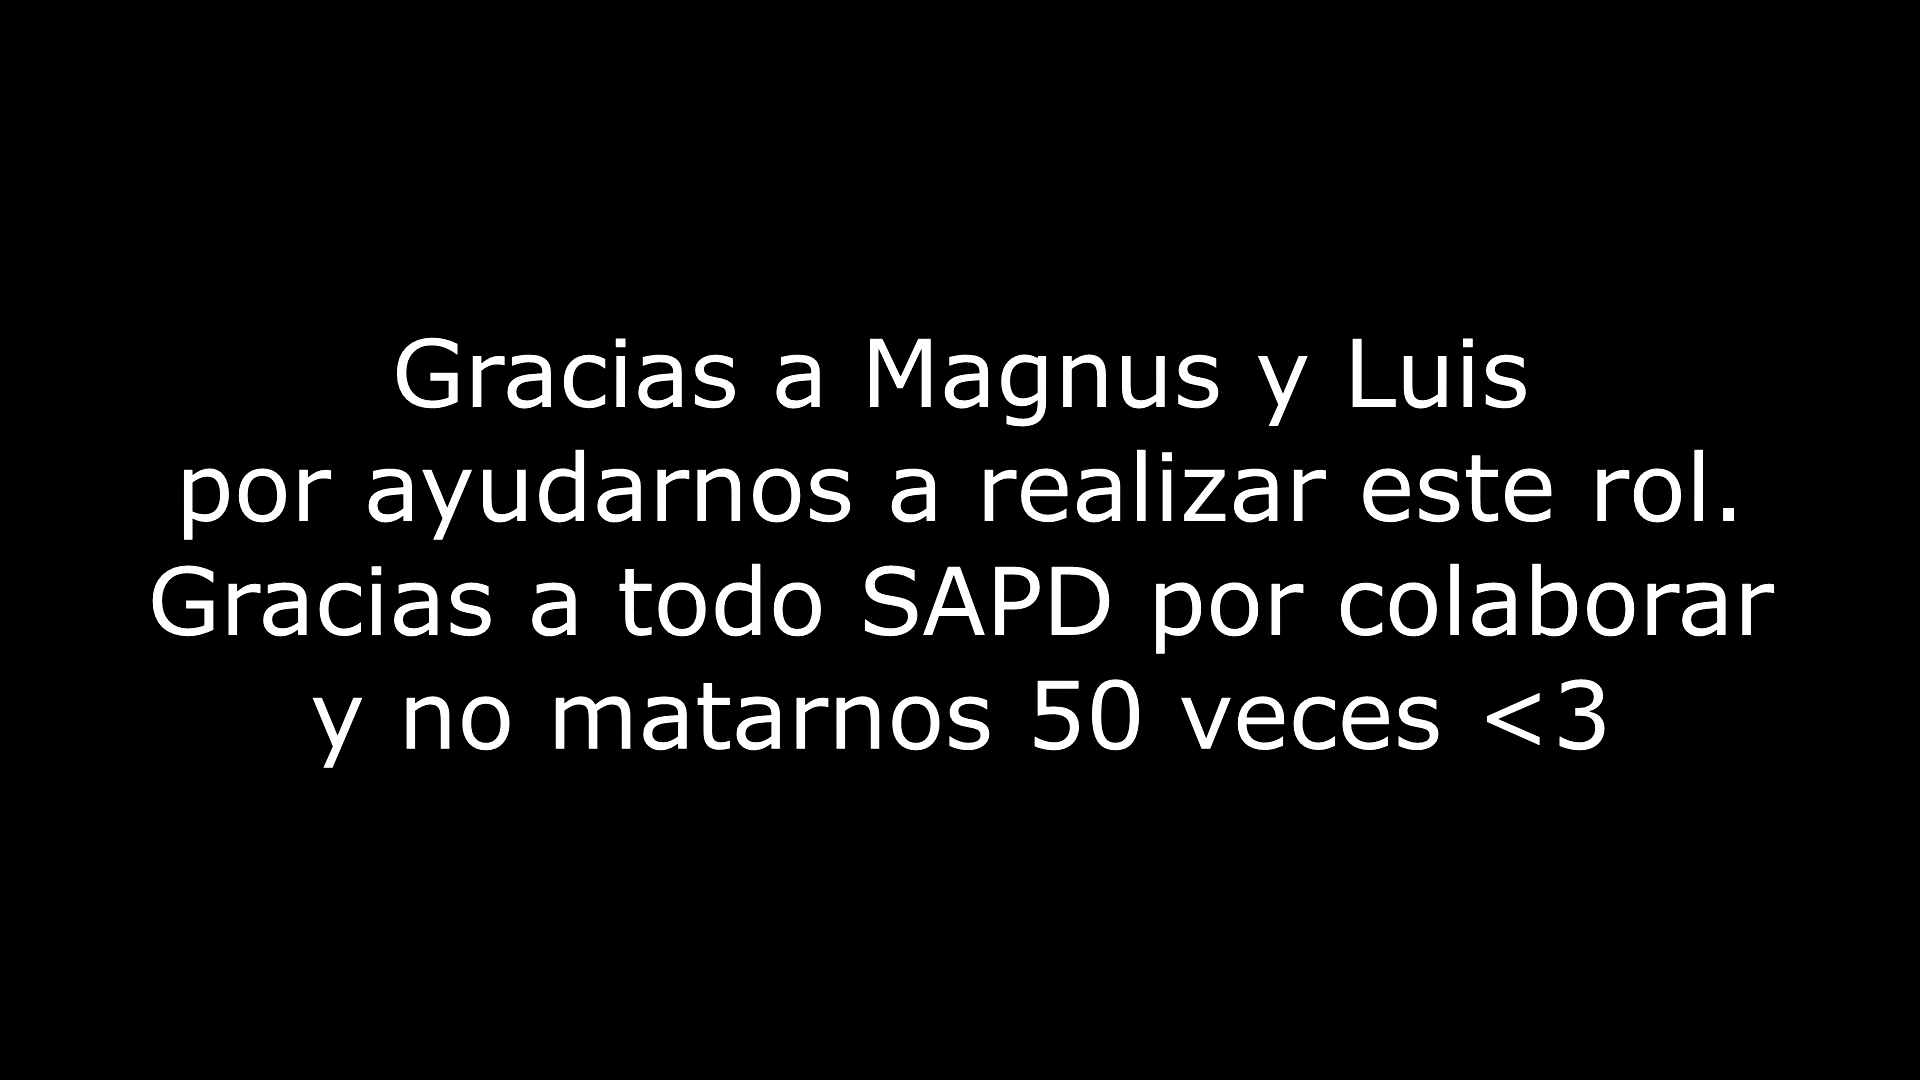 Gracias a Magnus y Luis
por ayudarnos a realizar este rol.
Gracias a todo SAPD por colaborar
y no matarnos 50 veces <3